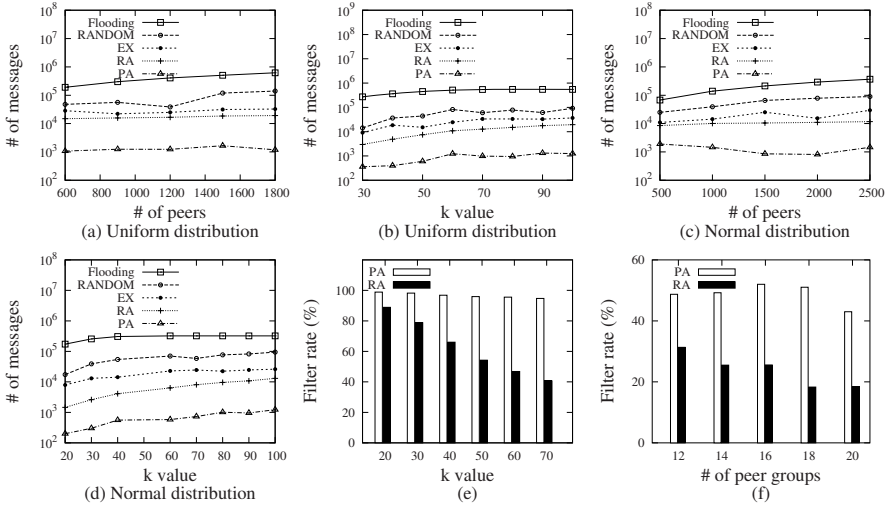 # of messages
10^8
10^7
10^6
10^5
10^4
10^3
10^2
Flooding
RANDOM
EX
RA
PA
600 800 1000 1200 1400 1600 1800
# of peers
(a) Uniform distribution
# of messages
10^9
10^8
10^7
10^6
10^5
10^4
10^3
10^2
Flooding
RANDOM
EX
RA
PA
30 50 70 90
k value
(b) Uniform distribution
# of messages
10^8
10^7
10^6
10^5
10^4
10^3
10^2
Flooding
RANDOM
EX
RA
PA
500 1000 1500 2000 2500
# of peers
(c) Normal distribution
# of messages
10^8
10^7
10^6
10^5
10^4
10^3
10^2
Flooding
RANDOM
EX
RA
PA
20 30 40 60 70 80 100
k value
(d) Normal distribution
Filter rate (%)
100
80
60
40
20
0
PA
RA
20 30 40 50 60 70
k value
(e)
Filter rate (%)
60
40
20
0
PA
RA
12 14 16 18 20
# of peer groups
(f)